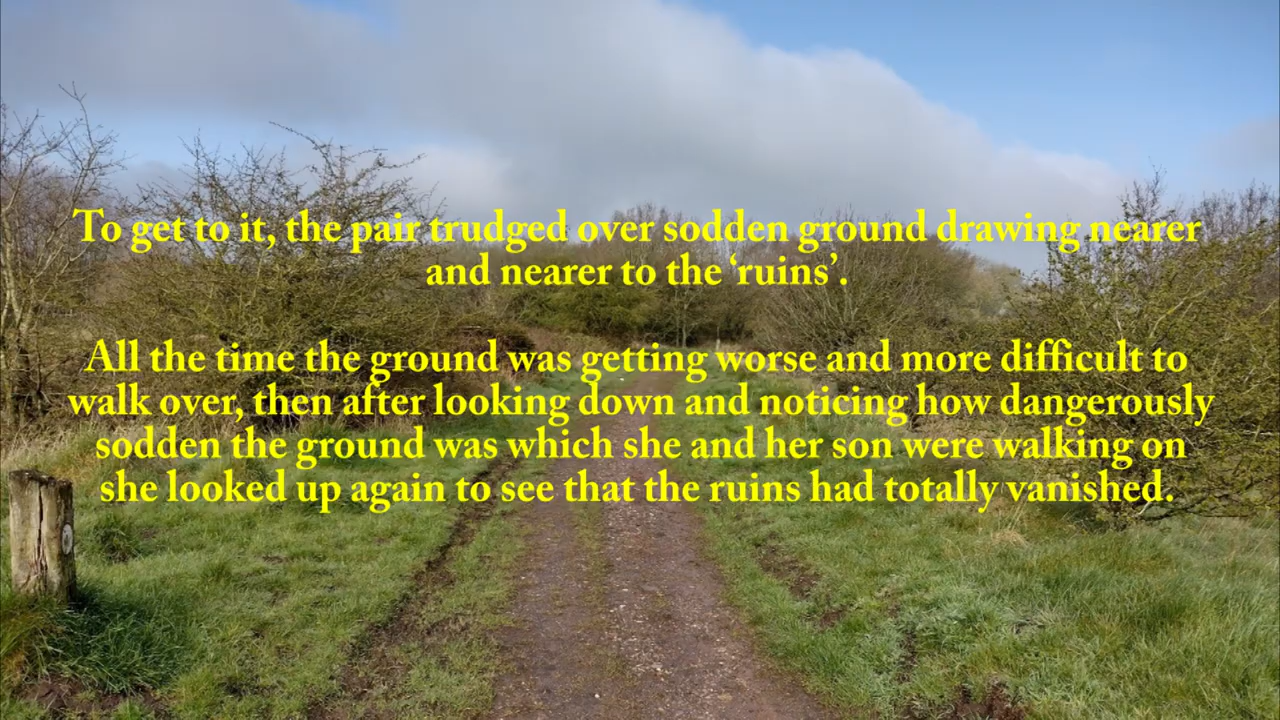 To get to it, the pair trudged over sodden ground drawing nearer
and nearer to the ‘ruins’.
All the time the ground was getting worse and more difficult to
walk over, then after looking down and noticing how dangerously
sodden the ground was which she and her son were walking on
she looked up again to see that the ruins had totally vanished.